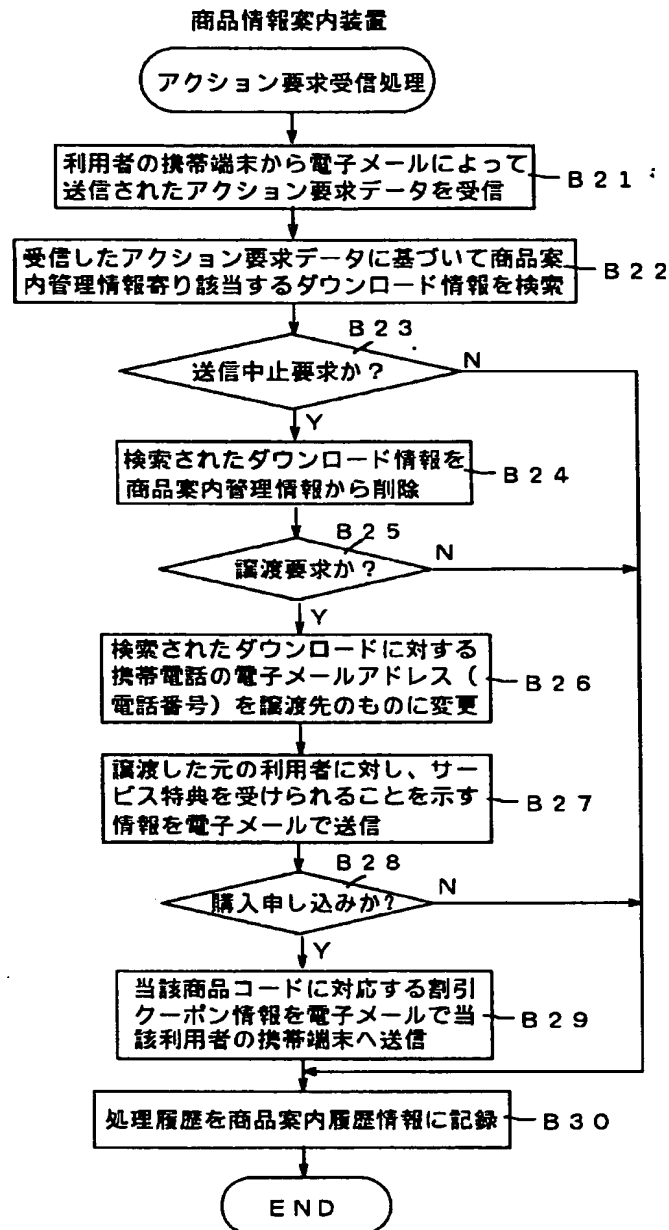 商品情報案内装置
アクション要求受信処理
利用者の携帯端末から電子メールによって
送信されたアクション要求データを受信
B21
受信したアクション要求データに基づいて商品案
内管理情報寄り該当するダウンロード情報を検索
B22
B23
送信中止要求か?
N
Y
検索されたダウンロード情報を
商品案内管理情報から削除
B24
B25
譲渡要求か?
N
Y
検索されたダウンロードに対する
携帯電話の電子メールアドレス(
電話番号)を譲渡先のものに変更
B26
譲渡した元の利用者に対し、サー
ビス特典を受けられることを示す
情報を電子メールで送信
B27
B28
購入申し込みか?
N
Y
当該商品コードに対応する割引
クーポン情報を電子メールで当
該利用者の携帯端末へ送信
B29
処理履歴を商品案内履歴情報に記録
B30
END